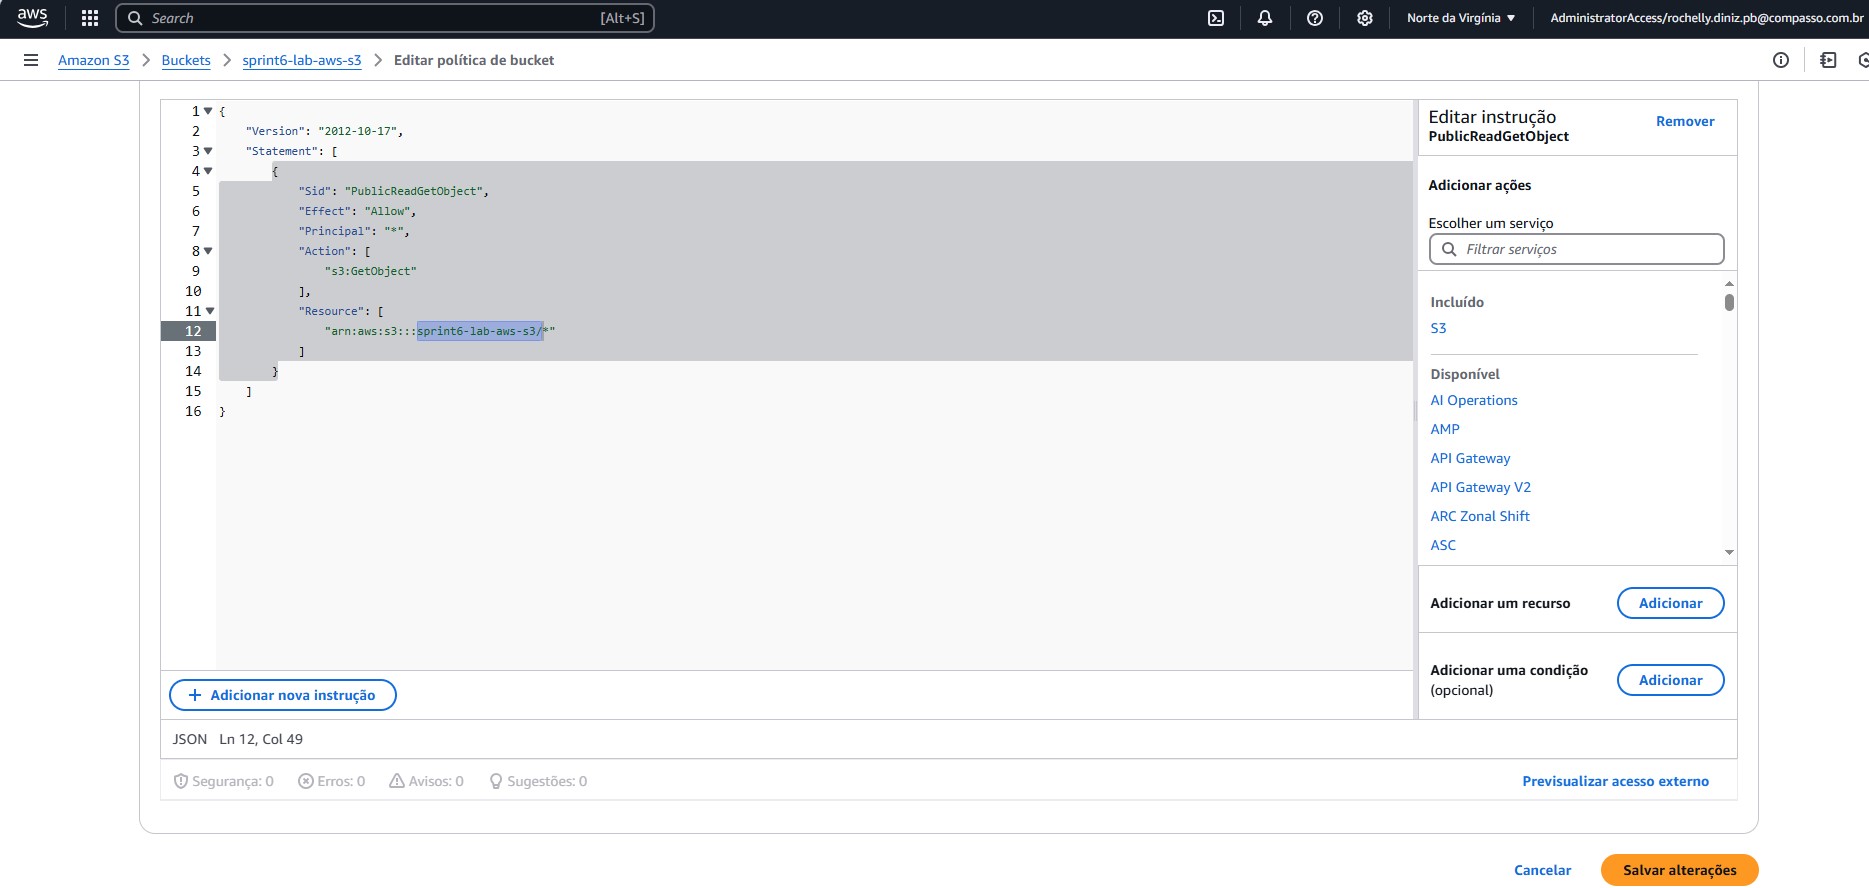 aws Search [Alt+S] Norte da Virgínia AdministratorAccess/rochelly.diniz.pb@compasso.com.br
Amazon S3 > Buckets > sprint6-lab-aws-s3 > Editar política de bucket
1 {
2 "Version": "2012-10-17",
3 "Statement": [
4 {
5 "Sid": "PublicReadGetObject",
6 "Effect": "Allow",
7 "Principal": "*",
8 "Action": [
9 "s3:GetObject"
10 ],
11 "Resource": [
12 "arn:aws:s3:::sprint6-lab-aws-s3/*"
13 ]
14 }
15 ]
16 }
Editar instrução Remover
PublicReadGetObject
Adicionar ações
Escolher um serviço
Filtrar serviços
Incluído
S3
Disponível
AI Operations
AMP
API Gateway
API Gateway V2
ARC Zonal Shift
ASC
Adicionar um recurso Adicionar
Adicionar uma condição Adicionar
(opcional)
+ Adicionar nova instrução
JSON Ln 12, Col 49
Segurança: 0 Erros: 0 Avisos: 0 Sugestões: 0 Previsualizar acesso externo
Cancelar Salvar alterações